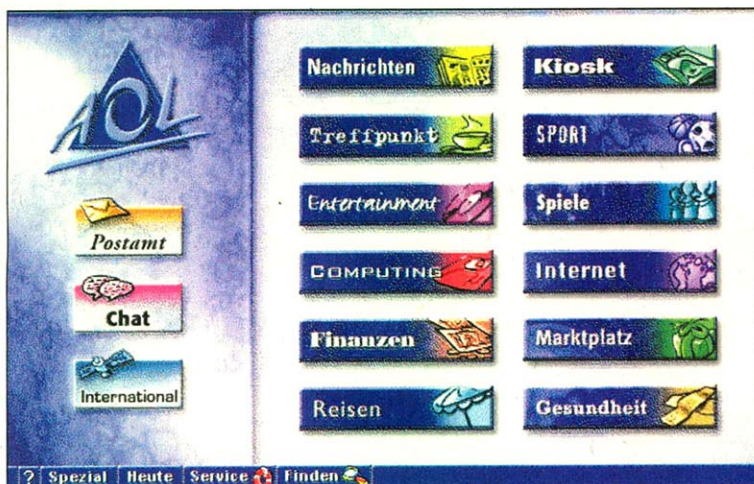 AOL
Postamt
Chat
International
Nachrichten
Kiosk
Treffpunkt
SPORT
Entertainment
Spiele
COMPUTING
Internet
Finanzen
Marktplatz
Reisen
Gesundheit
? Spezial Heute Service Finden